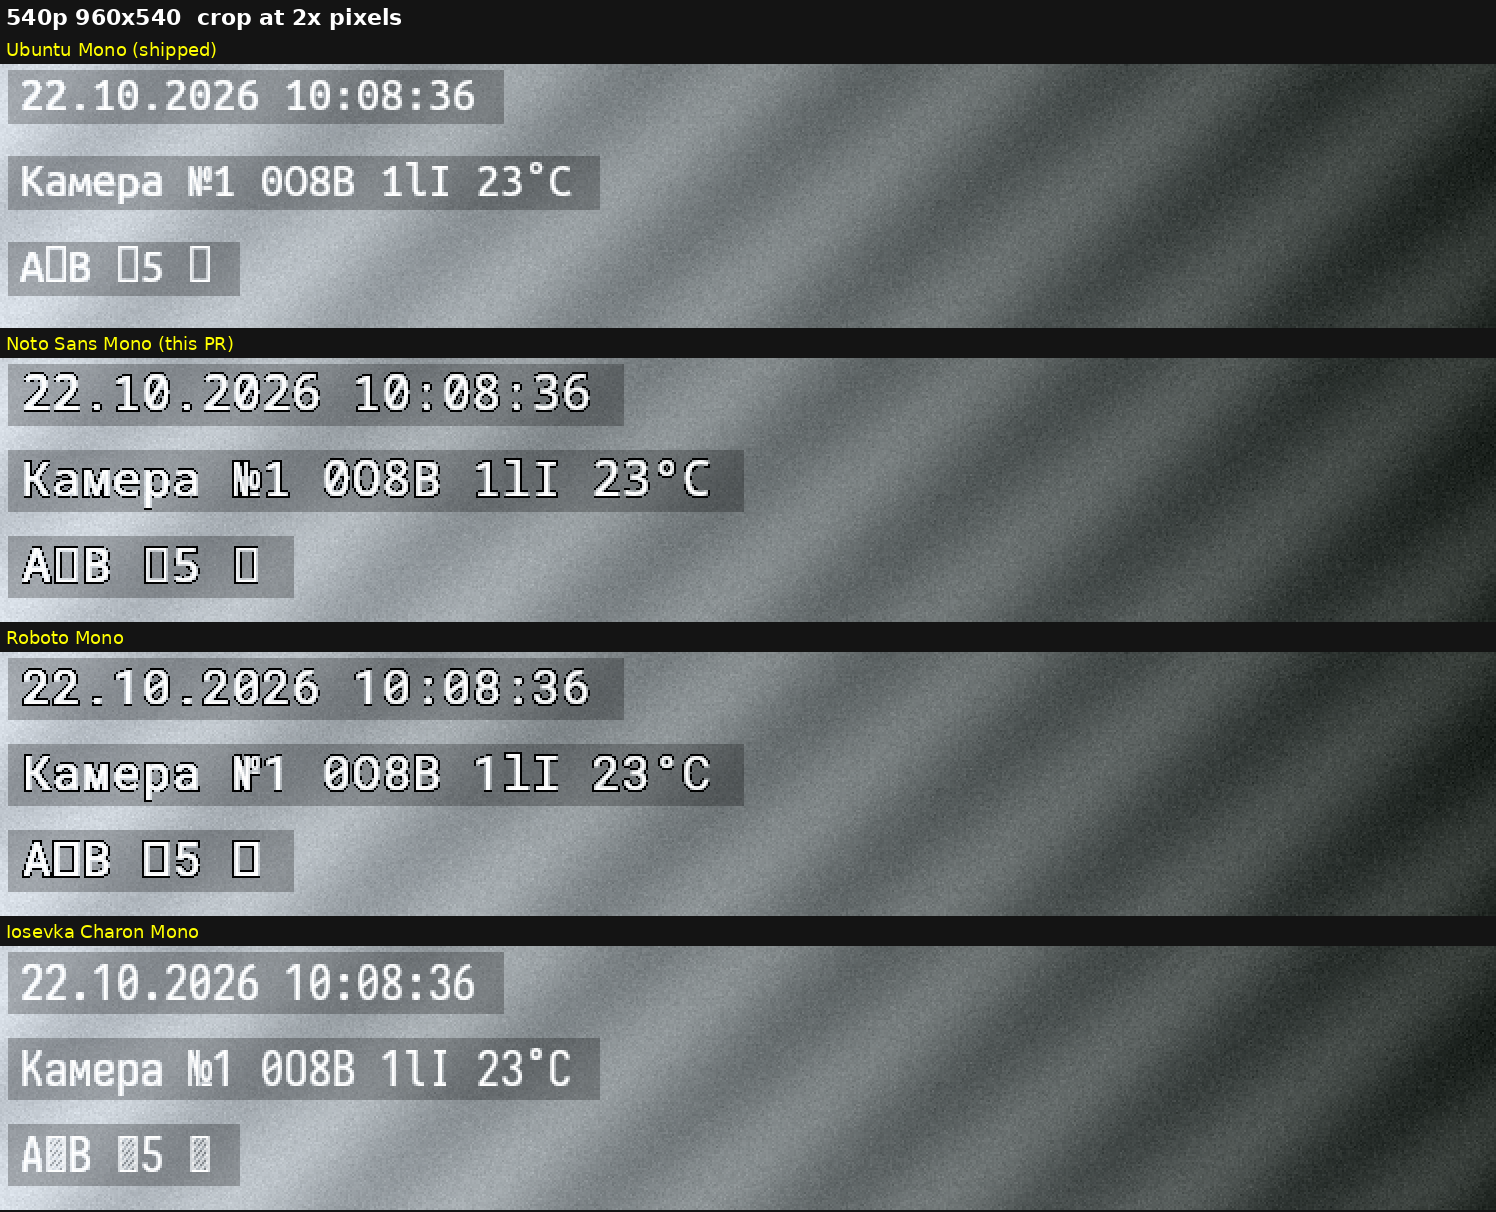 540p 960x540 crop at 2x pixels
Ubuntu Mono (shipped)
22.10.2026 10:08:36
Камера №1 0O8B 1lI 23°C
A▯B ▯5 ▯
Noto Sans Mono (this PR)
22.10.2026 10:08:36
Камера №1 0O8B 1lI 23°C
A▯B ▯5 ▯
Roboto Mono
22.10.2026 10:08:36
Камера №1 0O8B 1lI 23°C
A▯B ▯5 ▯
Iosevka Charon Mono
22.10.2026 10:08:36
Камера №1 0O8B 1lI 23°C
A▯B ▯5 ▯